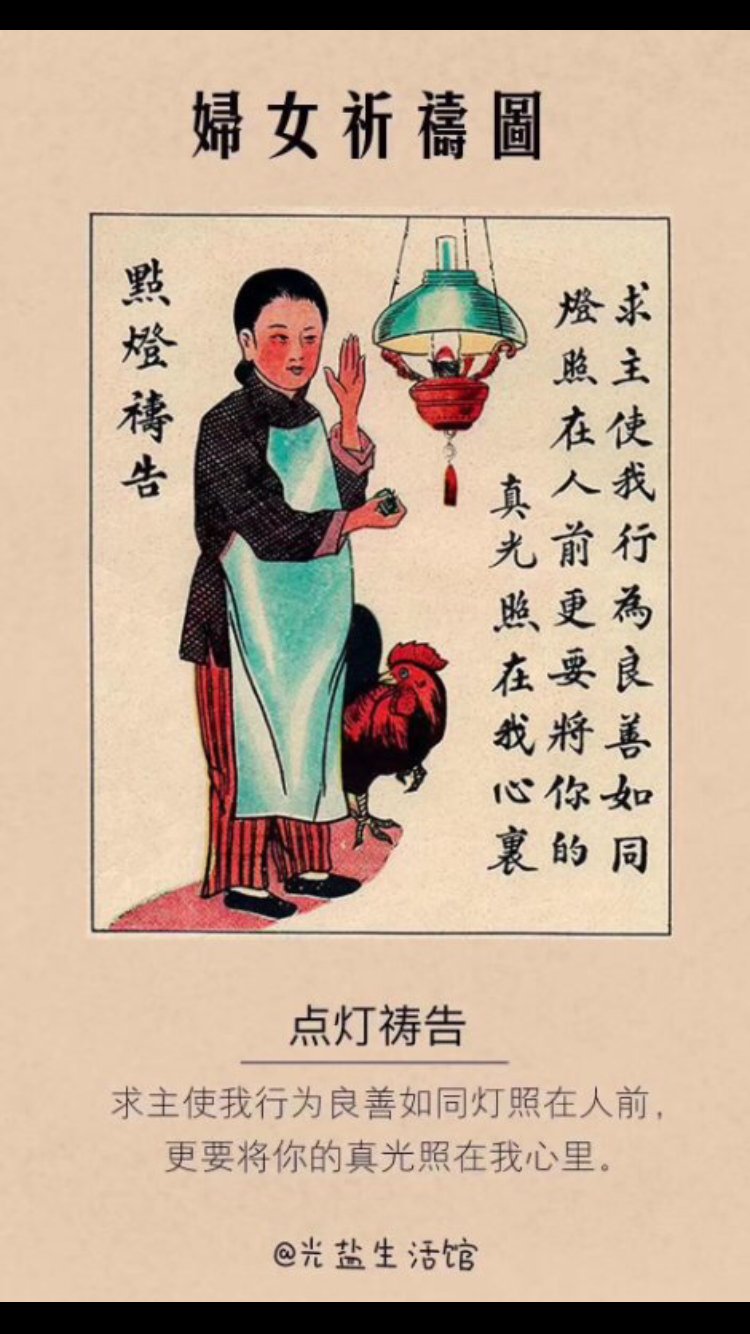 婦女祈禱圖
點燈禱告
求主使我行為良善如同
燈照在人前更要將你的
真光照在我心裏
点灯祷告
求主使我行为良善如同灯照在人前，
更要将你的真光照在我心里。
@光盐生活馆